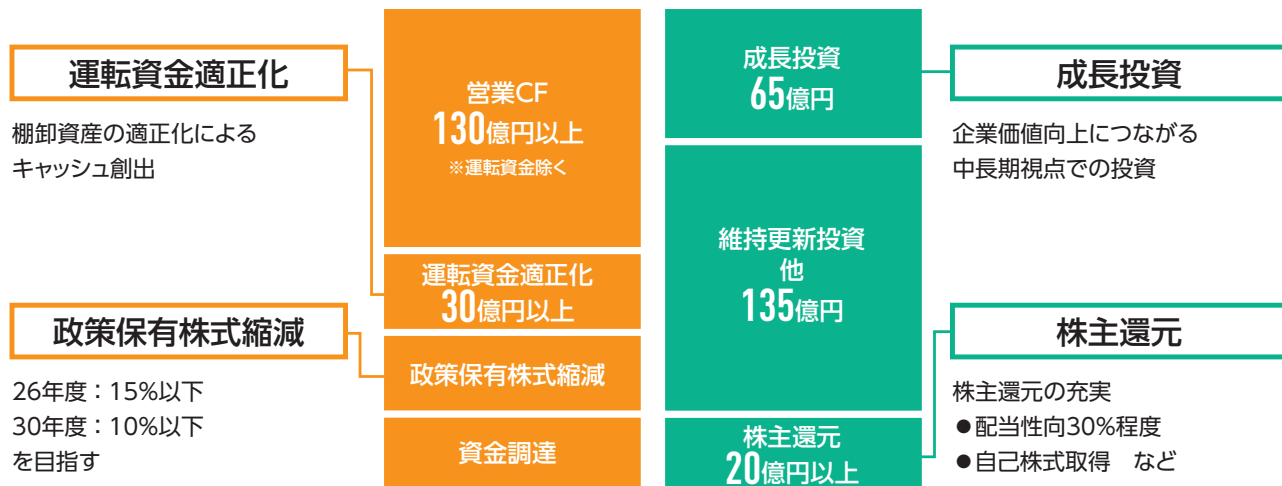 運転資金適正化
棚卸資産の適正化による
キャッシュ創出
政策保有株式縮減
26年度：15%以下
30年度：10%以下
を目指す
営業CF
130億円以上
※運転資金除く
運転資金適正化
30億円以上
政策保有株式縮減
資金調達
成長投資
65億円
維持更新投資
他
135億円
株主還元
20億円以上
成長投資
企業価値向上につながる
中長期視点での投資
株主還元
株主還元の充実
●配当性向30%程度
●自己株式取得　など